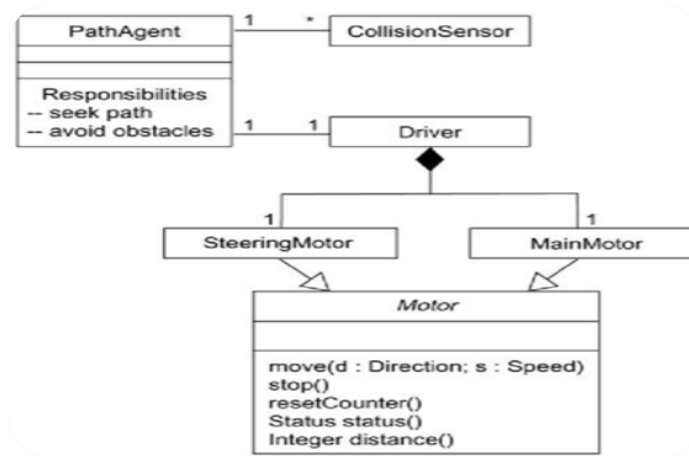 PathAgent
1
*
CollisionSensor
Responsibilities
-- seek path
-- avoid obstacles
1
1
Driver
1
1
SteeringMotor
MainMotor
Motor
move(d : Direction; s : Speed)
stop()
resetCounter()
Status status()
Integer distance()